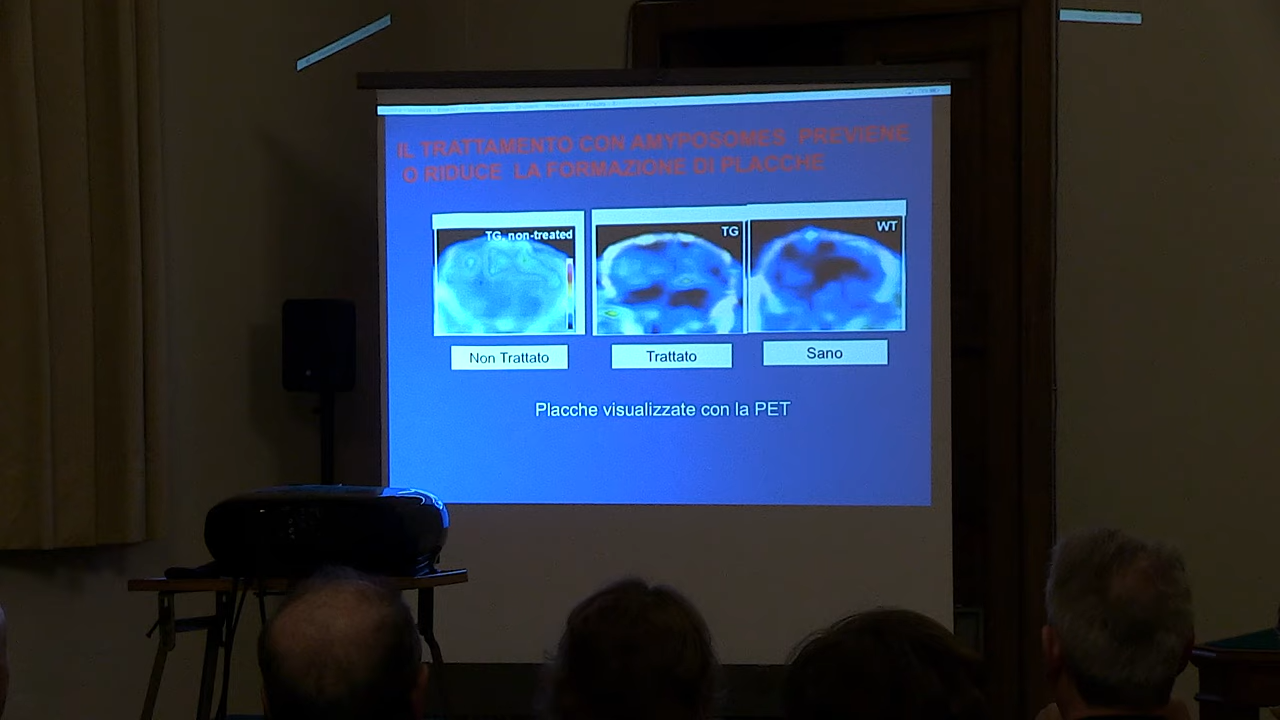 IL TRATTAMENTO CON AMYPOSOMES PREVIENE
O RIDUCE LA FORMAZIONE DI PLACCHE
TG, non-treated
TG
WT
Non Trattato
Trattato
Sano
Placche visualizzate con la PET